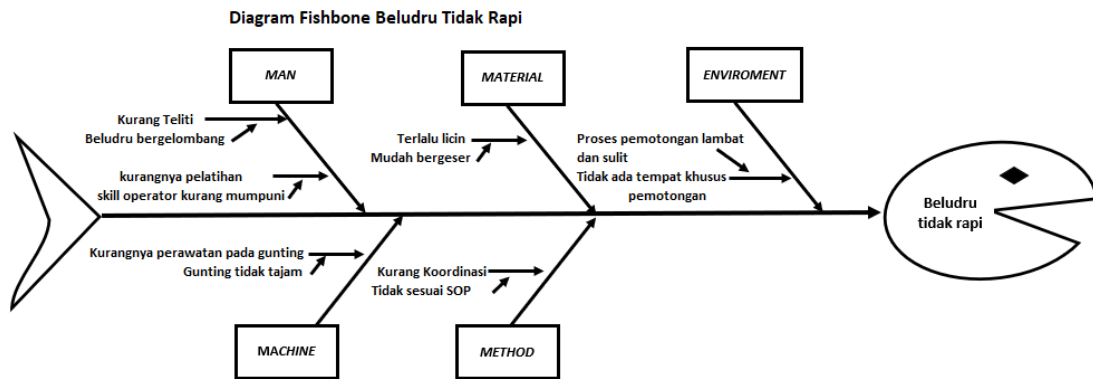 Diagram Fishbone Beludru Tidak Rapi
MAN
MATERIAL
ENVIROMENT
Kurang Teliti
Beludru bergelombang
kurangnya pelatihan
skill operator kurang mumpuni
Terlalu licin
Mudah bergeser
Proses pemotongan lambat
dan sulit
Tidak ada tempat khusus
pemotongan
Beludru
tidak rapi
Kurangnya perawatan pada gunting
Gunting tidak tajam
Kurang Koordinasi
Tidak sesuai SOP
MACHINE
METHOD